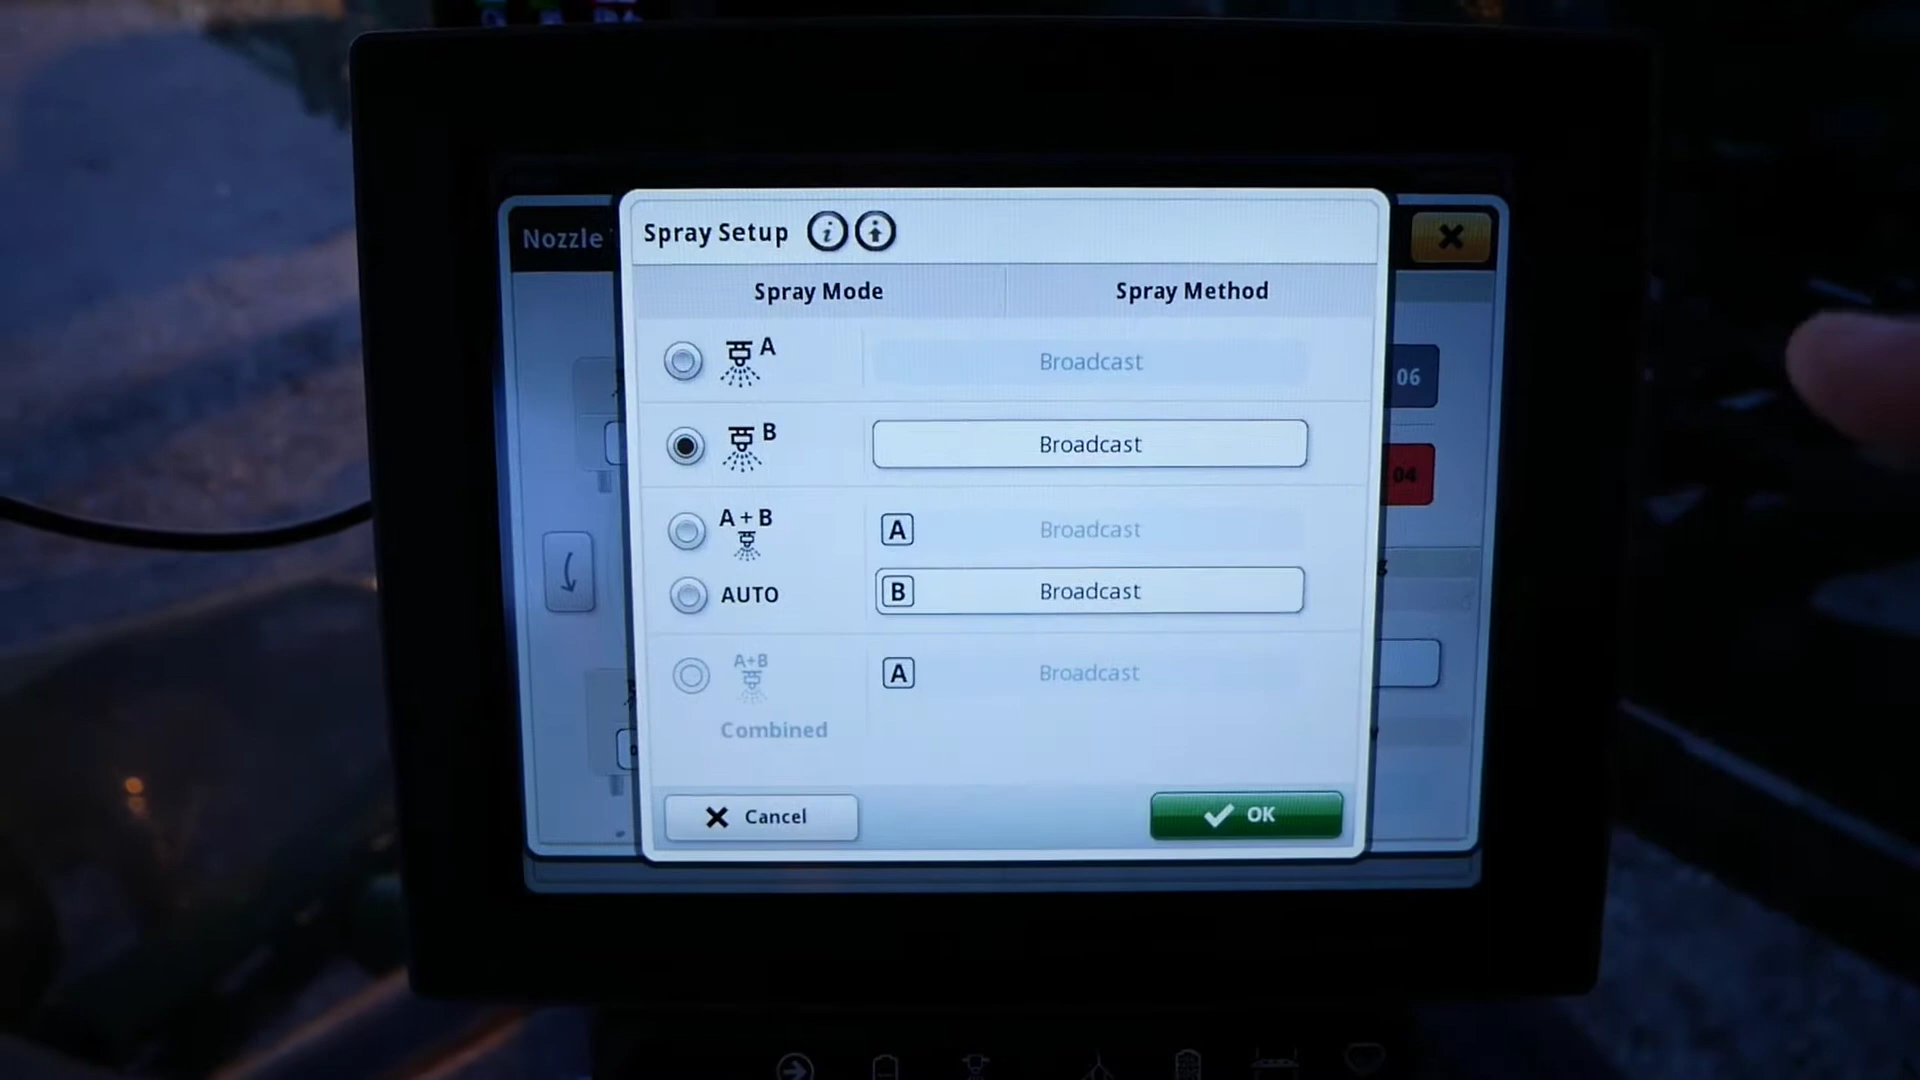 Nozzle
Spray Setup
Spray Mode
Spray Method
A
Broadcast
06
B
Broadcast
04
A + B
A
Broadcast
AUTO
B
Broadcast
A+B
A
Broadcast
Combined
Cancel
OK